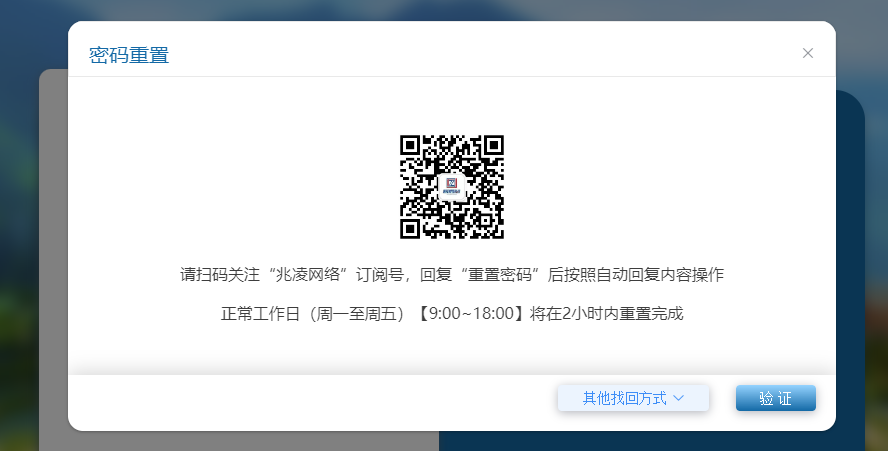 密码重置
请扫码关注“兆凌网络”订阅号，回复“重置密码”后按照自动回复内容操作
正常工作日（周一至周五）【9:00~18:00】将在2小时内重置完成
其他找回方式
验 证